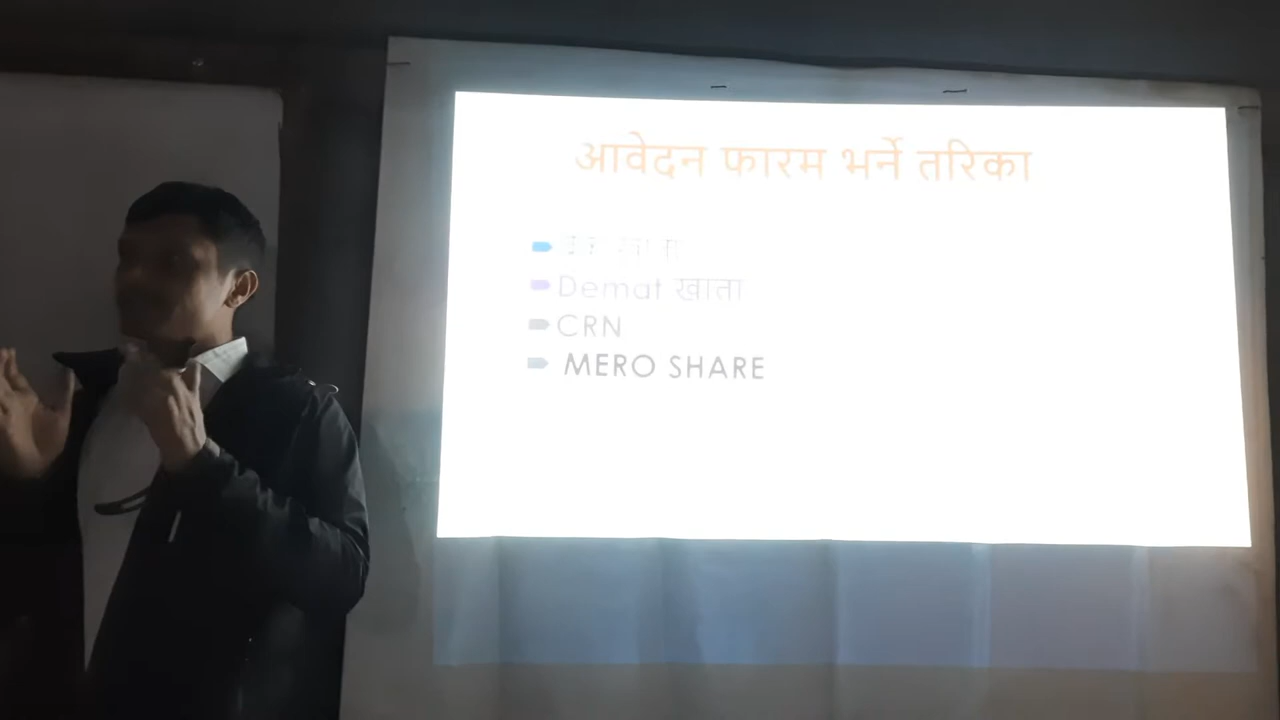 आवेदन फारम भर्ने तरिका
खाता
Demat खाता
CRN
MERO SHARE